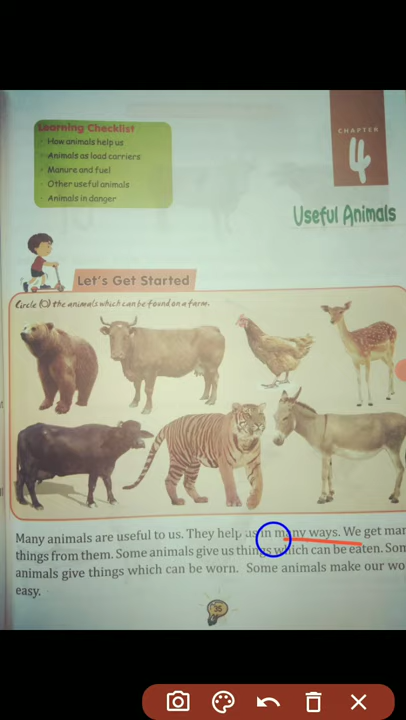 Learning Checklist
How animals help us
Animals as load carriers
Manure and fuel
Other useful animals
Animals in danger
CHAPTER
4
Useful Animals
Let's Get Started
Circle (O) the animals which can be found on a farm.
Many animals are useful to us. They help us in many ways. We get mar
things from them. Some animals give us things which can be eaten. Som
animals give things which can be worn. Some animals make our wo
easy.
35